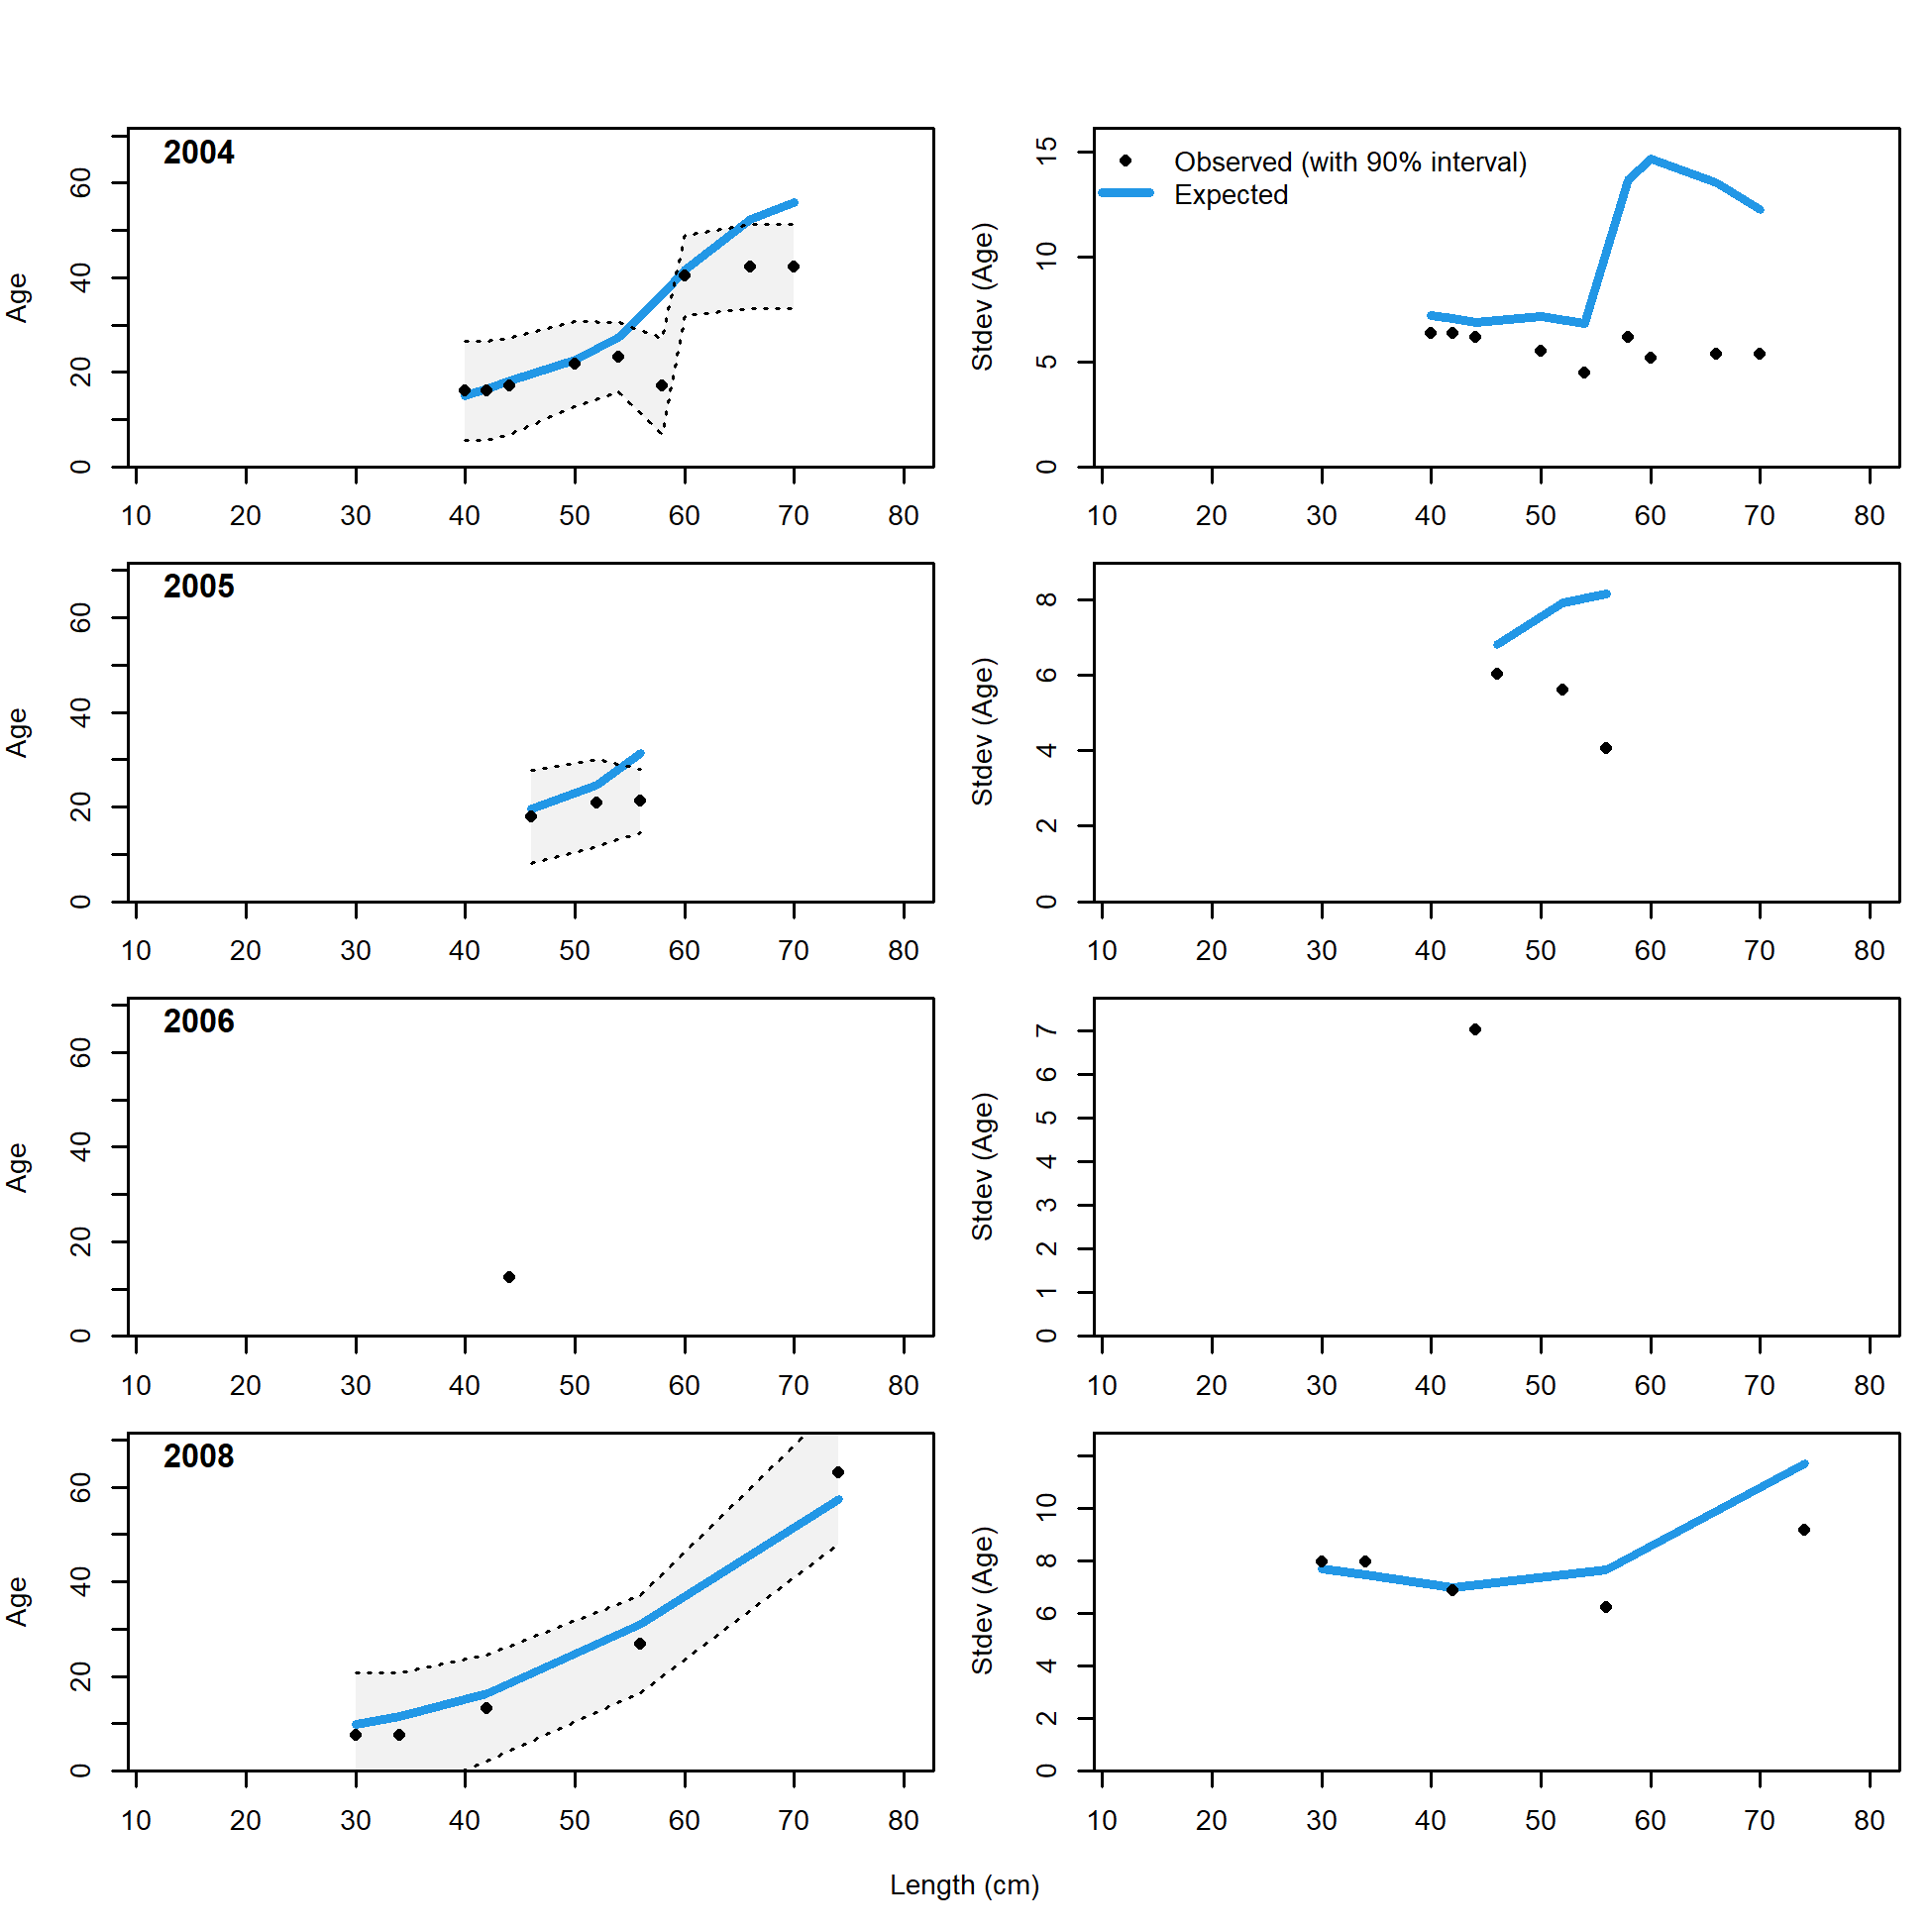 2004
Age
0 20 40 60
10 20 30 40 50 60 70 80
Observed (with 90% interval)
Expected
Stdev (Age)
0 5 10 15
10 20 30 40 50 60 70 80
2005
Age
0 20 40 60
10 20 30 40 50 60 70 80
Stdev (Age)
0 2 4 6 8
10 20 30 40 50 60 70 80
2006
Age
0 20 40 60
10 20 30 40 50 60 70 80
Stdev (Age)
0 1 2 3 4 5 6 7
10 20 30 40 50 60 70 80
2008
Age
0 20 40 60
10 20 30 40 50 60 70 80
Stdev (Age)
0 2 4 6 8 10
10 20 30 40 50 60 70 80
Length (cm)